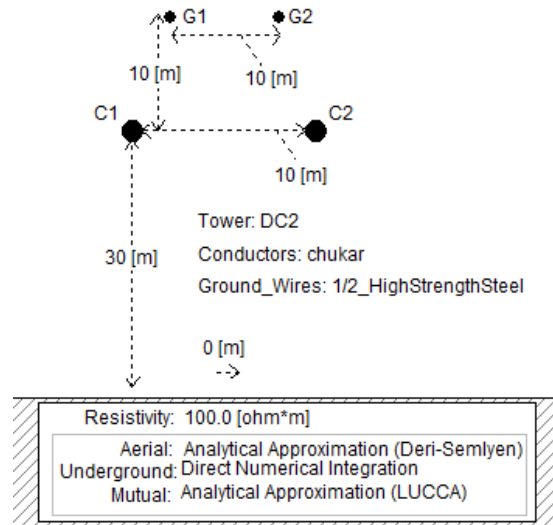 G1
G2
10 [m]
10 [m]
C1
C2
10 [m]
Tower: DC2
Conductors: chukar
30 [m]
Ground_Wires: 1/2_HighStrengthSteel
0 [m]
Resistivity: 100.0 [ohm*m]
Aerial: Analytical Approximation (Deri-Semlyen)
Underground: Direct Numerical Integration
Mutual: Analytical Approximation (LUCCA)